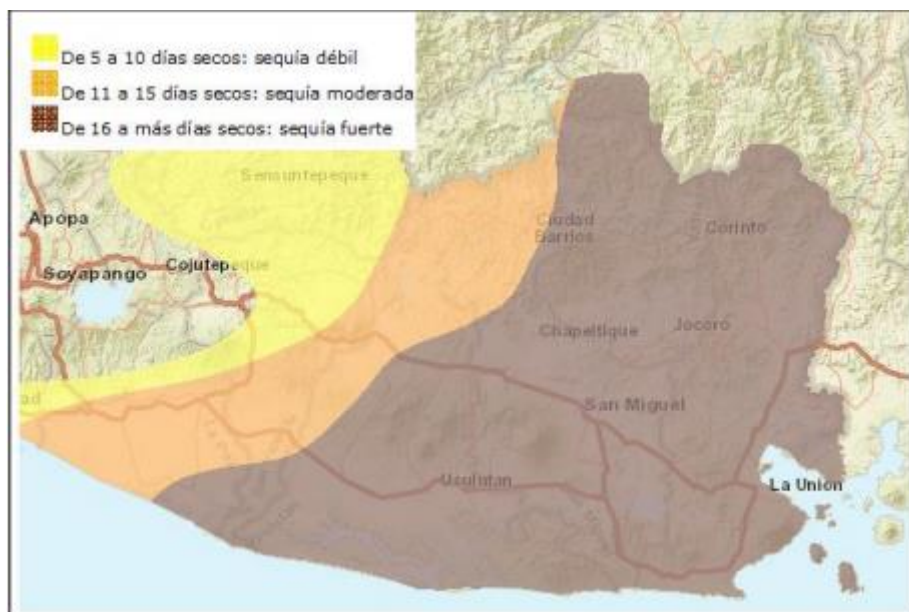 De 5 a 10 días secos: sequía débil
De 11 a 15 días secos: sequía moderada
De 16 a más días secos: sequía fuerte
Sensuntepeque
Apopa
Ciudad
Barrios
Corinto
Cojutepeque
Soyapango
Chapeltique
Jocoro
ad
San Miguel
Usulutan
La Union